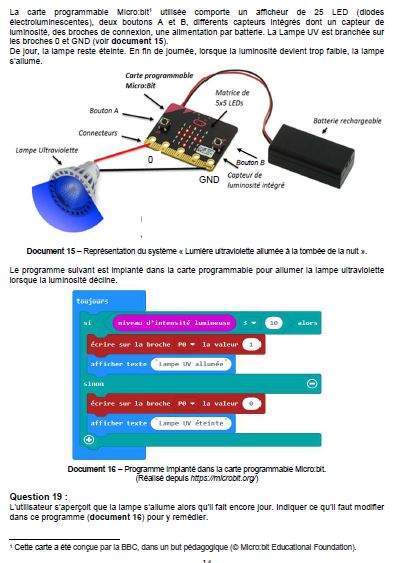 La carte programmable Micro:bit¹ utilisée comporte un afficheur de 25 LED (diodes
électroluminescentes), deux boutons A et B, différents capteurs intégrés dont un capteur de
luminosité, des broches de connexion, une alimentation par batterie. La Lampe UV est branchée sur
les broches 0 et GND (voir document 15).
De jour, la lampe reste éteinte. En fin de journée, lorsque la luminosité devient trop faible, la lampe
s'allume.
Carte programmable
Micro:Bit
Matrice de
5x5 LEDs
Bouton A
Batterie rechargeable
Connecteurs
Lampe Ultraviolette
0
Bouton B
GND
Capteur de
luminosité intégré
Document 15 – Représentation du système « Lumière ultraviolette allumée à la tombée de la nuit ».
Le programme suivant est implanté dans la carte programmable pour allumer la lampe ultraviolette
lorsque la luminosité décline.
toujours
si niveau d'intensité lumineuse ≤ 10 alors
écrire sur la broche P0 la valeur 1
afficher texte Lampe UV allumée
sinon
écrire sur la broche P0 la valeur 0
afficher texte Lampe UV éteinte
Document 16 – Programme implanté dans la carte programmable Micro:bit.
(Réalisé depuis https://microbit.org/)
Question 19 :
L'utilisateur s'aperçoit que la lampe s'allume alors qu'il fait encore jour. Indiquer ce qu'il faut modifier
dans ce programme (document 16) pour y remédier.
¹ Cette carte a été conçue par la BBC, dans un but pédagogique (© Micro:bit Educational Foundation).